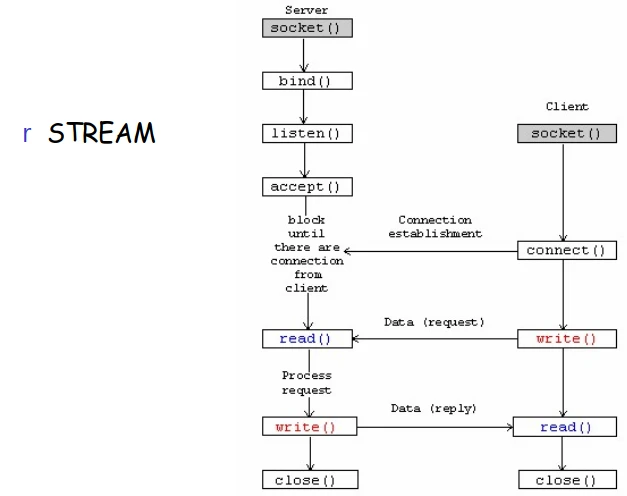 Server
socket()
bind()
Client
r STREAM
listen()
socket()
accept()
block
until
there are
connection
from
client
Connection
establishment
connect()
Data (request)
read()
write()
Process
request
Data (reply)
write()
read()
close()
close()